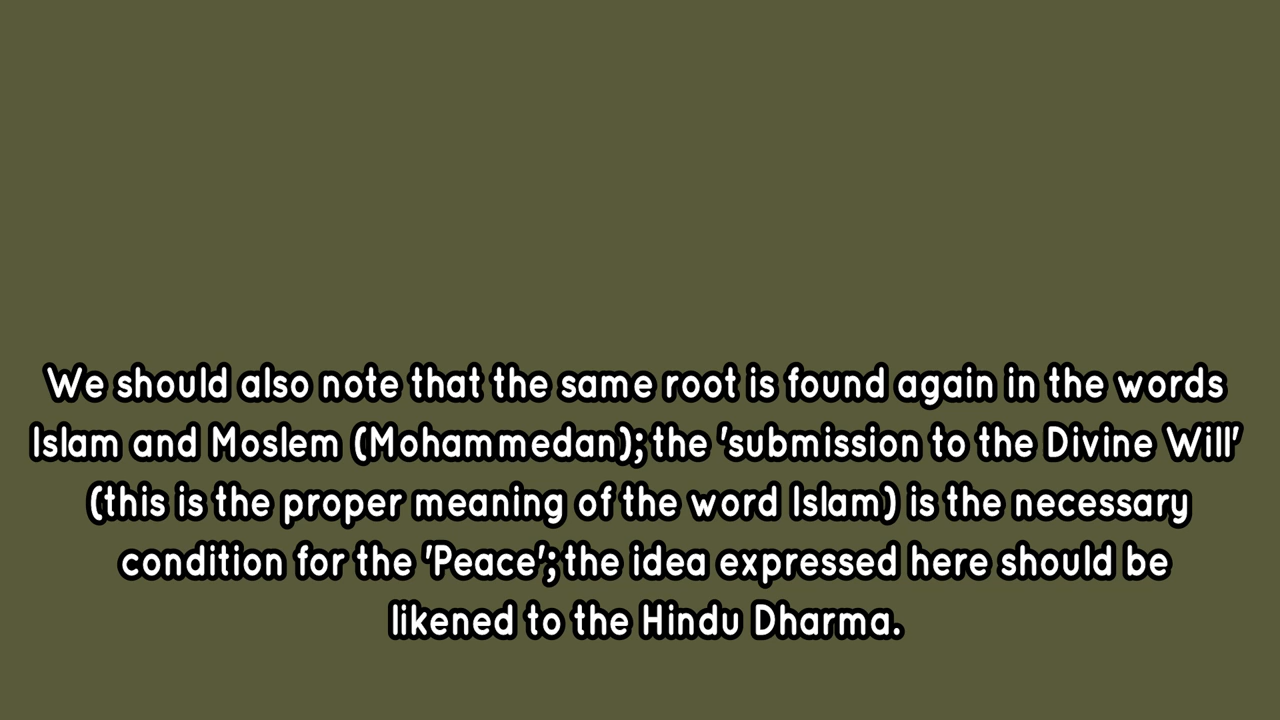 We should also note that the same root is found again in the words
Islam and Moslem (Mohammedan); the 'submission to the Divine Will'
(this is the proper meaning of the word Islam) is the necessary
condition for the 'Peace'; the idea expressed here should be
likened to the Hindu Dharma.